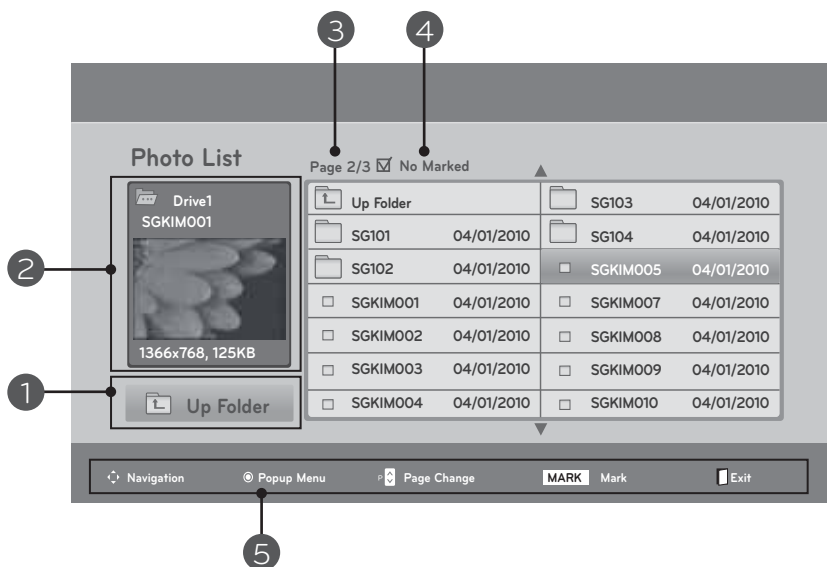 3 4
Photo List
Page 2/3 No Marked
Drive1
SGKIM001
1366x768, 125KB
2
1
Up Folder
Up Folder
SG101 04/01/2010
SG102 04/01/2010
SGKIM001 04/01/2010
SGKIM002 04/01/2010
SGKIM003 04/01/2010
SGKIM004 04/01/2010
SG103 04/01/2010
SG104 04/01/2010
SGKIM005 04/01/2010
SGKIM007 04/01/2010
SGKIM008 04/01/2010
SGKIM009 04/01/2010
SGKIM010 04/01/2010
Navigation Popup Menu P Page Change MARK Mark Exit
5